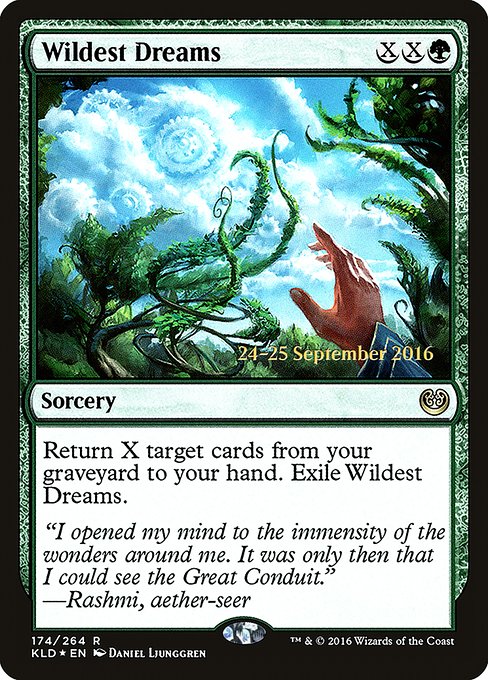 Wildest Dreams XX
24–25 September 2016
Sorcery
Return X target cards from your
graveyard to your hand. Exile Wildest
Dreams.
“I opened my mind to the immensity of the
wonders around me. It was only then that
I could see the Great Conduit.”
—Rashmi, aether-seer
174/264 R
™ & © 2016 Wizards of the Coast
KLD ★ EN Daniel Ljunggren